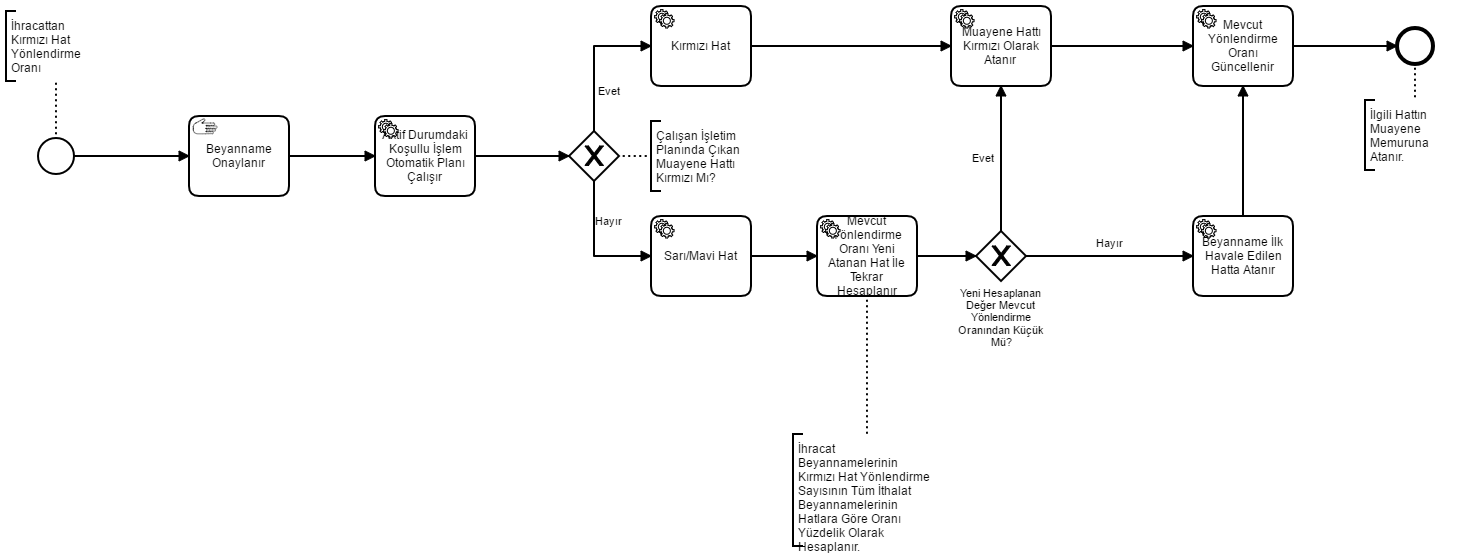 İhracattan
Kırmızı Hat
Yönlendirme
Oranı
Beyanname
Onaylanır
Aktif Durumdaki
Koşullu İşlem
Otomatik Planı
Çalışır
Evet
Hayır
Çalışan İşletim
Planında Çıkan
Muayene Hattı
Kırmızı Mı?
Kırmızı Hat
Sarı/Mavi Hat
Mevcut
Yönlendirme
Oranı Yeni
Atanan Hat İle
Tekrar
Hesaplanır
İhracat
Beyannamelerinin
Kırmızı Hat Yönlendirme
Sayısının Tüm İthalat
Beyannamelerinin
Hatlara Göre Oranı
Yüzdelik Olarak
Hesaplanır.
Muayene Hattı
Kırmızı Olarak
Atanır
Evet
Yeni Hesaplanan
Değer Mevcut
Yönlendirme
Oranından Küçük
Mü?
Hayır
Beyanname İlk
Havale Edilen
Hatta Atanır
Mevcut
Yönlendirme
Oranı
Güncellenir
İlgili Hattın
Muayene
Memuruna
Atanır.